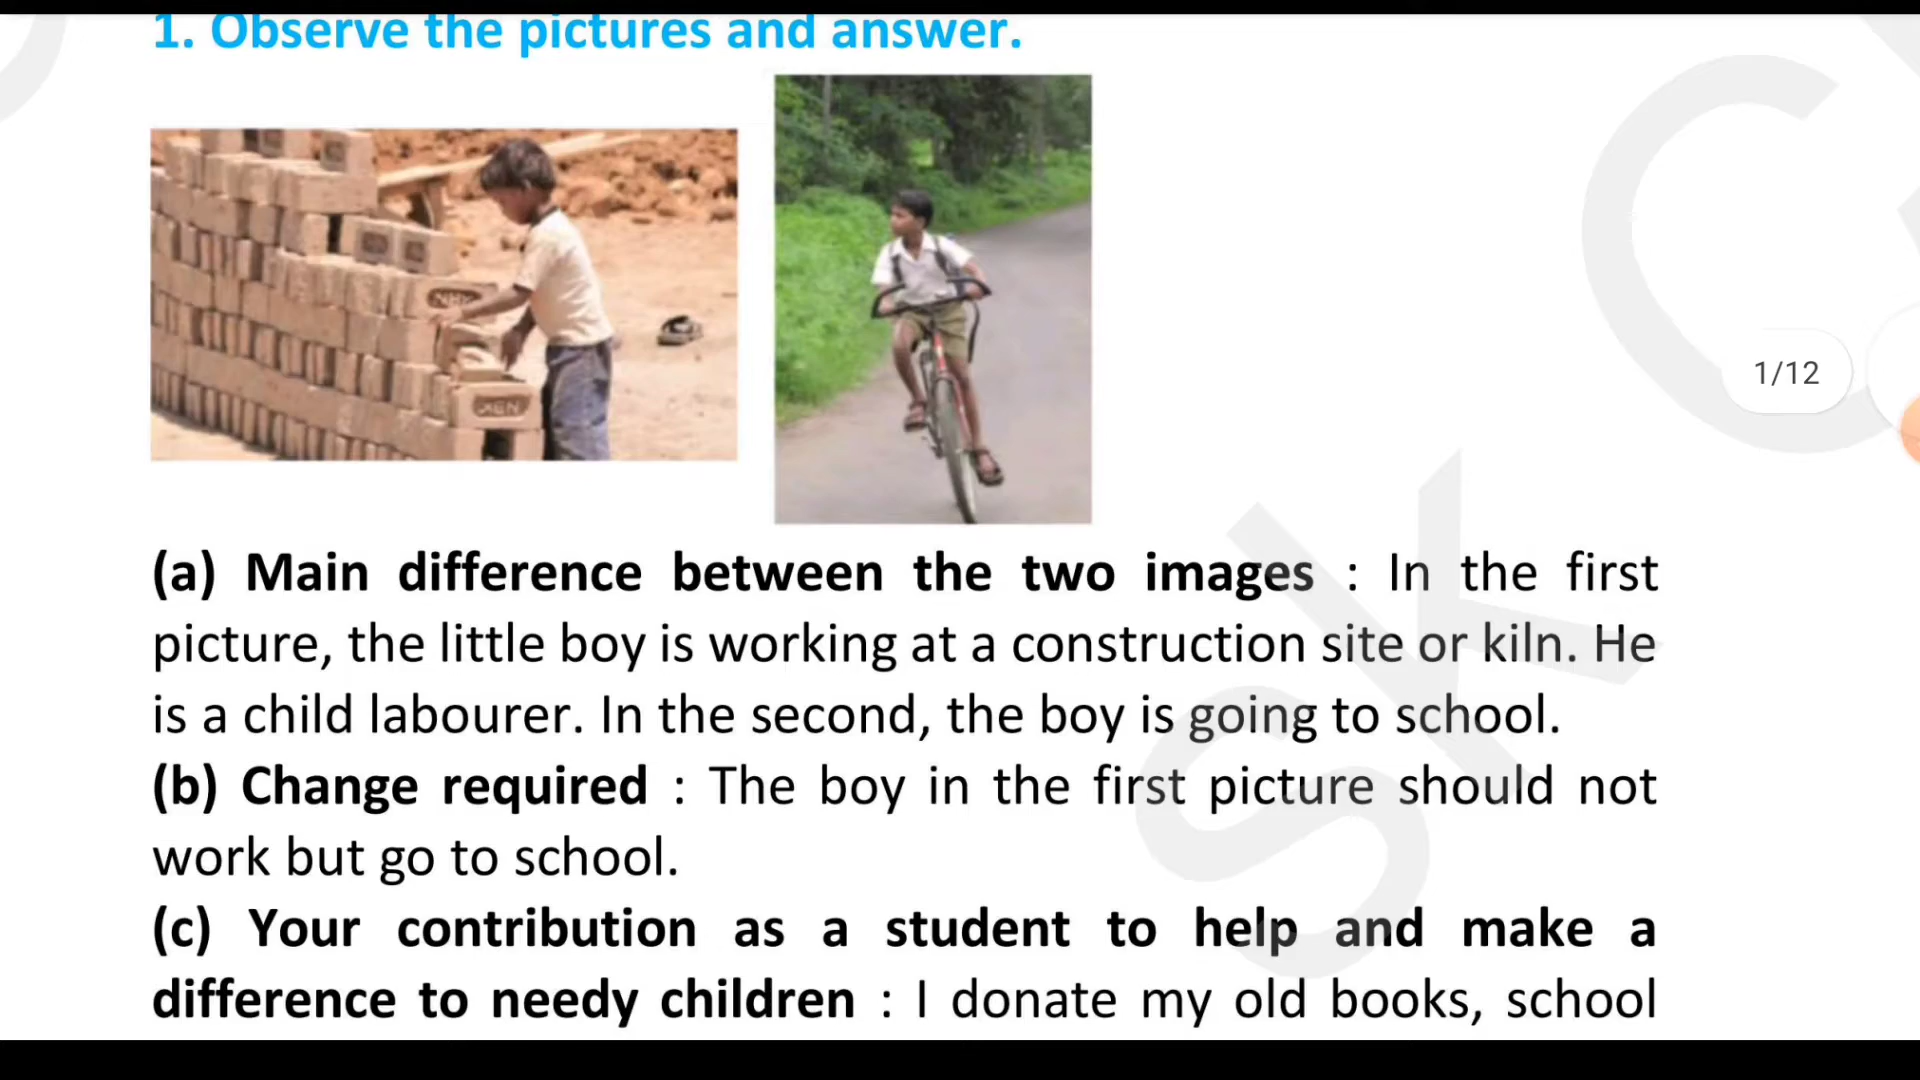 1. Observe the pictures and answer.
1/12
(a) Main difference between the two images : In the first
picture, the little boy is working at a construction site or kiln. He
is a child labourer. In the second, the boy is going to school.
(b) Change required : The boy in the first picture should not
work but go to school.
(c) Your contribution as a student to help and make a
difference to needy children : I donate my old books, school